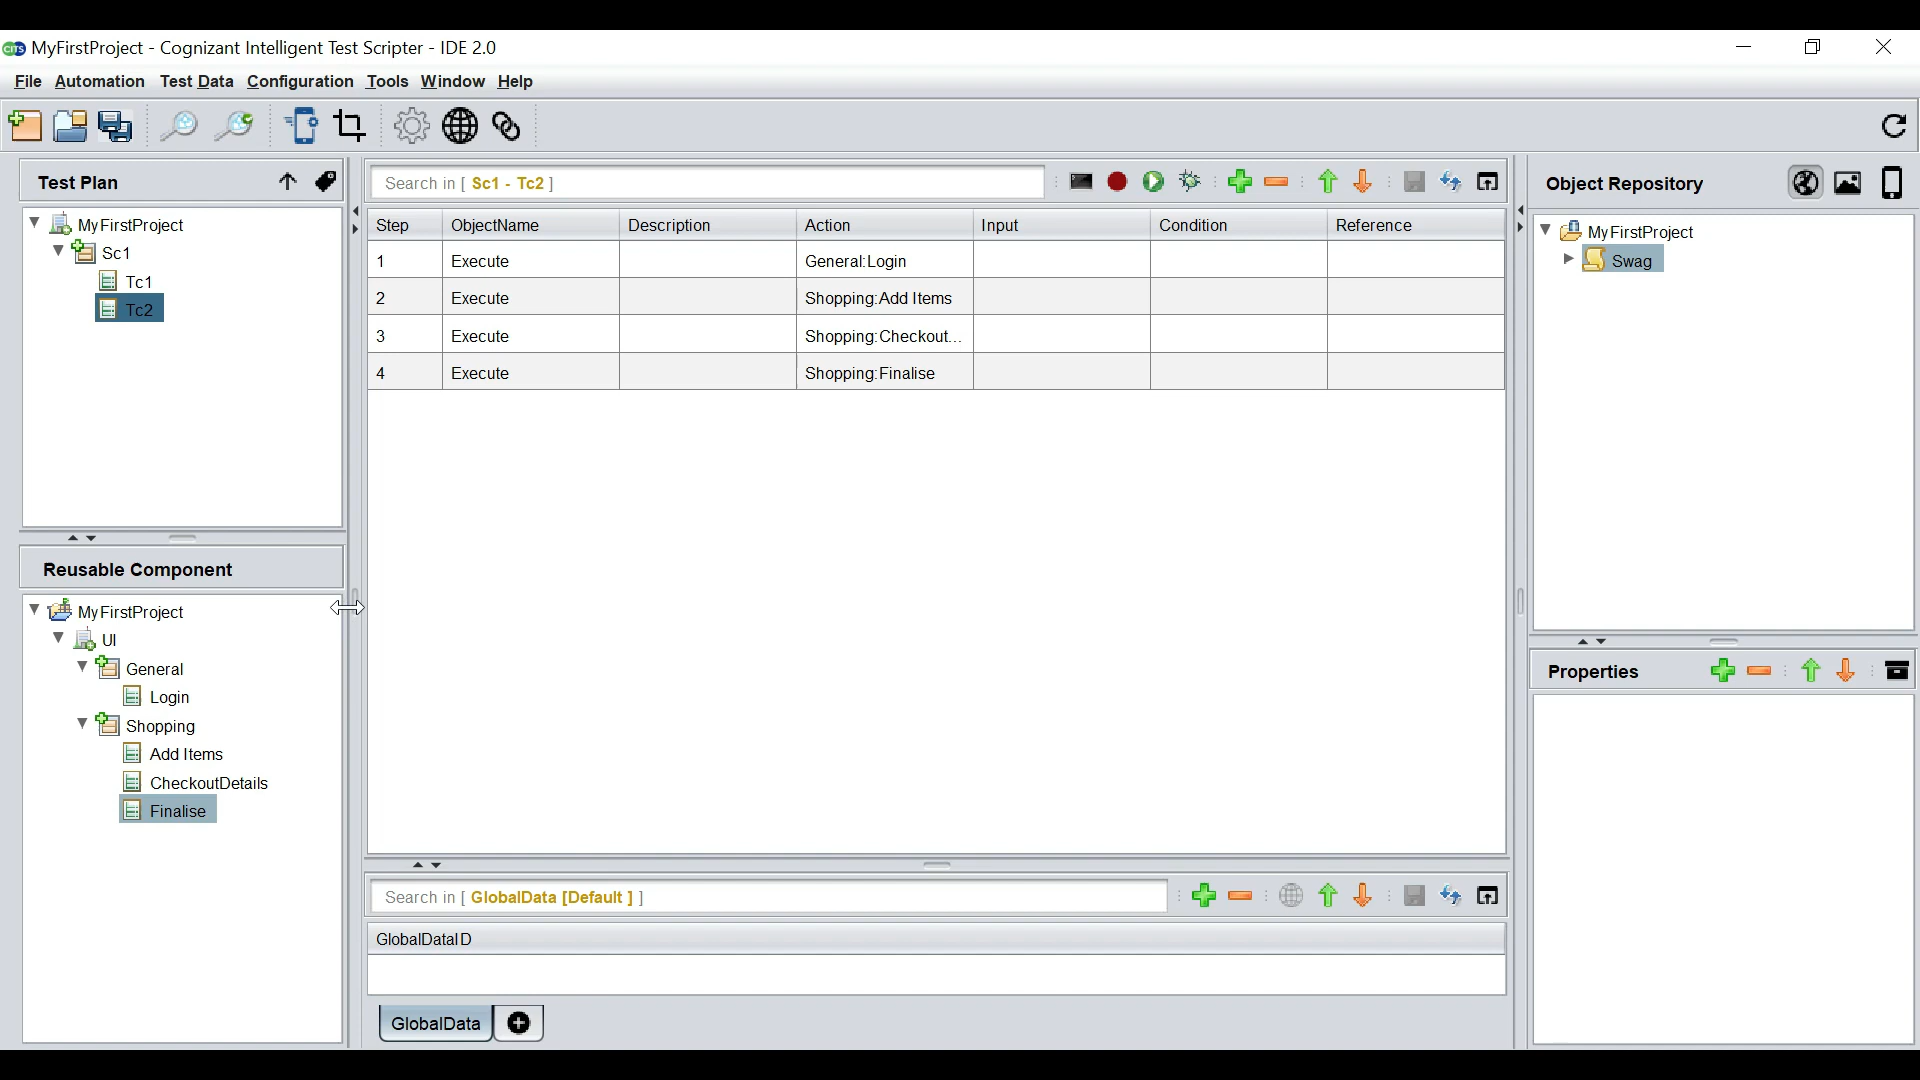 CITS MyFirstProject - Cognizant Intelligent Test Scripter - IDE 2.0
File Automation Test Data Configuration Tools Window Help
Test Plan
MyFirstProject
Sc1
Tc1
Tc2
Reusable Component
MyFirstProject
UI
General
Login
Shopping
Add Items
CheckoutDetails
Finalise
Search in [ Sc1 - Tc2 ]
Step ObjectName Description Action Input Condition Reference
1 Execute General:Login
2 Execute Shopping:Add Items
3 Execute Shopping:Checkout...
4 Execute Shopping:Finalise
Search in [ GlobalData [Default ] ]
GlobalDataID
GlobalData
Object Repository
MyFirstProject
Swag
Properties